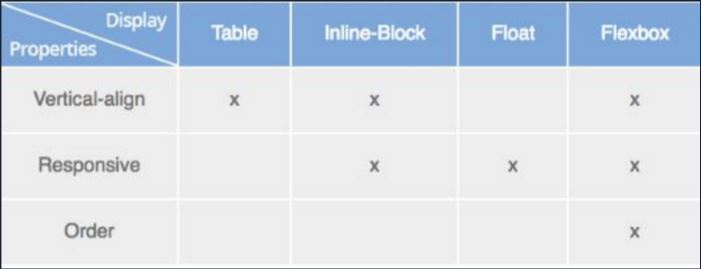 Display
Properties
Table Inline-Block Float Flexbox
Vertical-align x x x
Responsive x x x
Order x